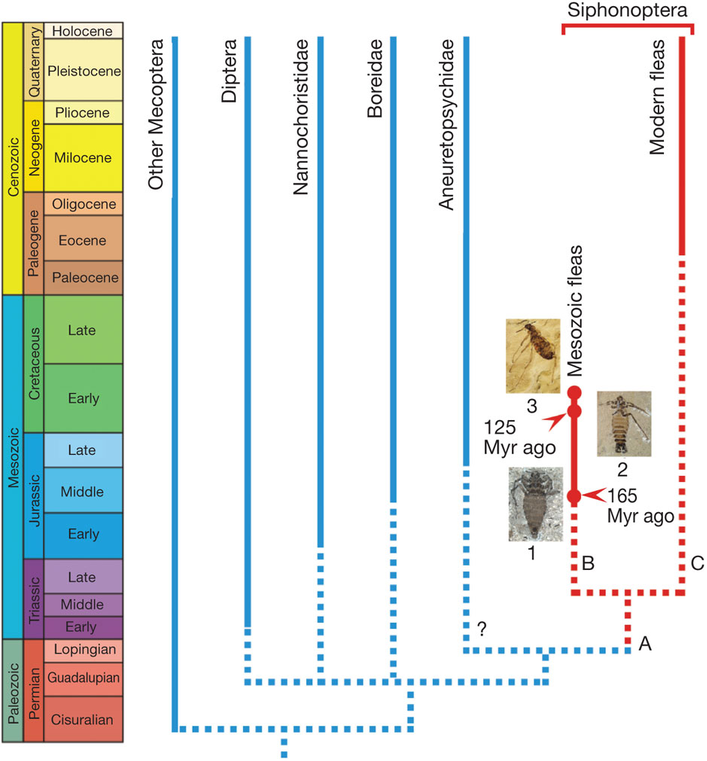 Siphonoptera
Cenozoic
Mesozoic
Paleozoic
Quaternary
Neogene
Paleogene
Cretaceous
Jurassic
Triassic
Permian
Holocene
Pleistocene
Pliocene
Milocene
Oligocene
Eocene
Paleocene
Late
Early
Late
Middle
Early
Late
Middle
Early
Lopingian
Guadalupian
Cisuralian
Other Mecoptera
Diptera
Nannochoristidae
Boreidae
Aneuretopsychidae
Mesozoic fleas
Modern fleas
3
125
Myr ago
2
165
Myr ago
1
B
C
?
A